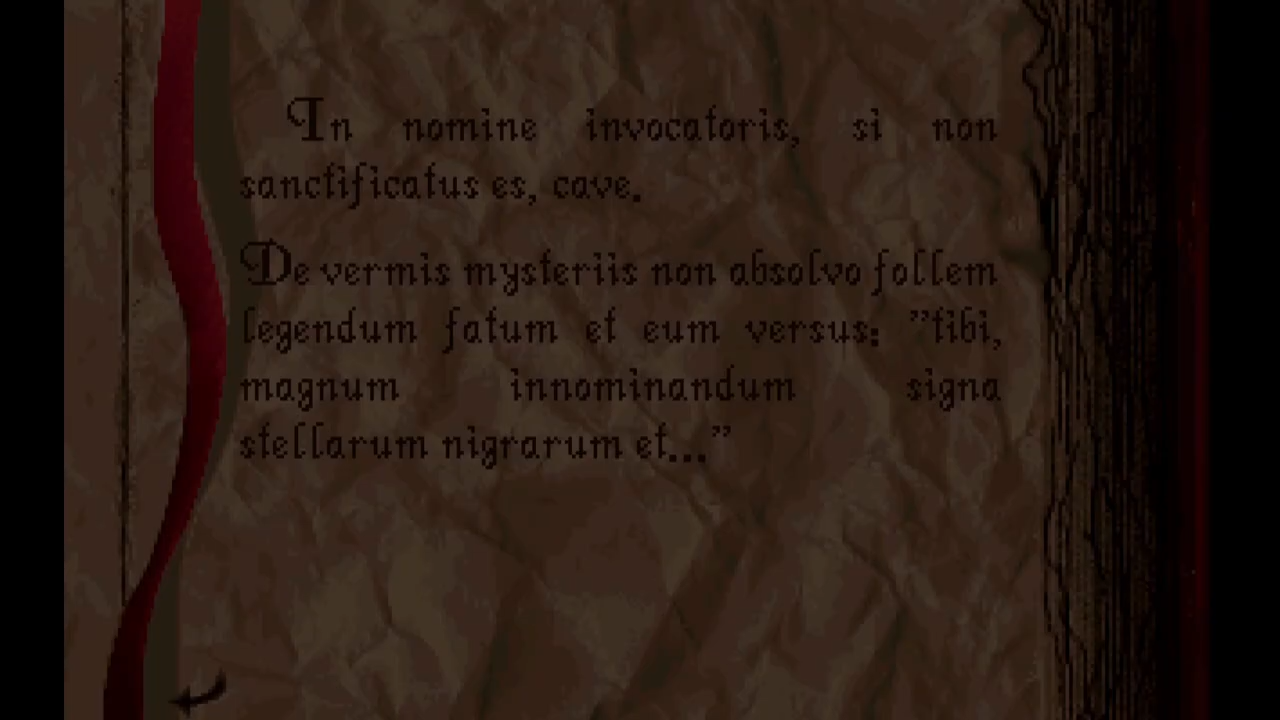 In nomine invocatoris, si non
sanctificatus es, cave.
De vermis mysteriis non absolvo follem
legendum fatum et eum versus: "tibi,
magnum innominandum signa
stellarum nigrarum et..."